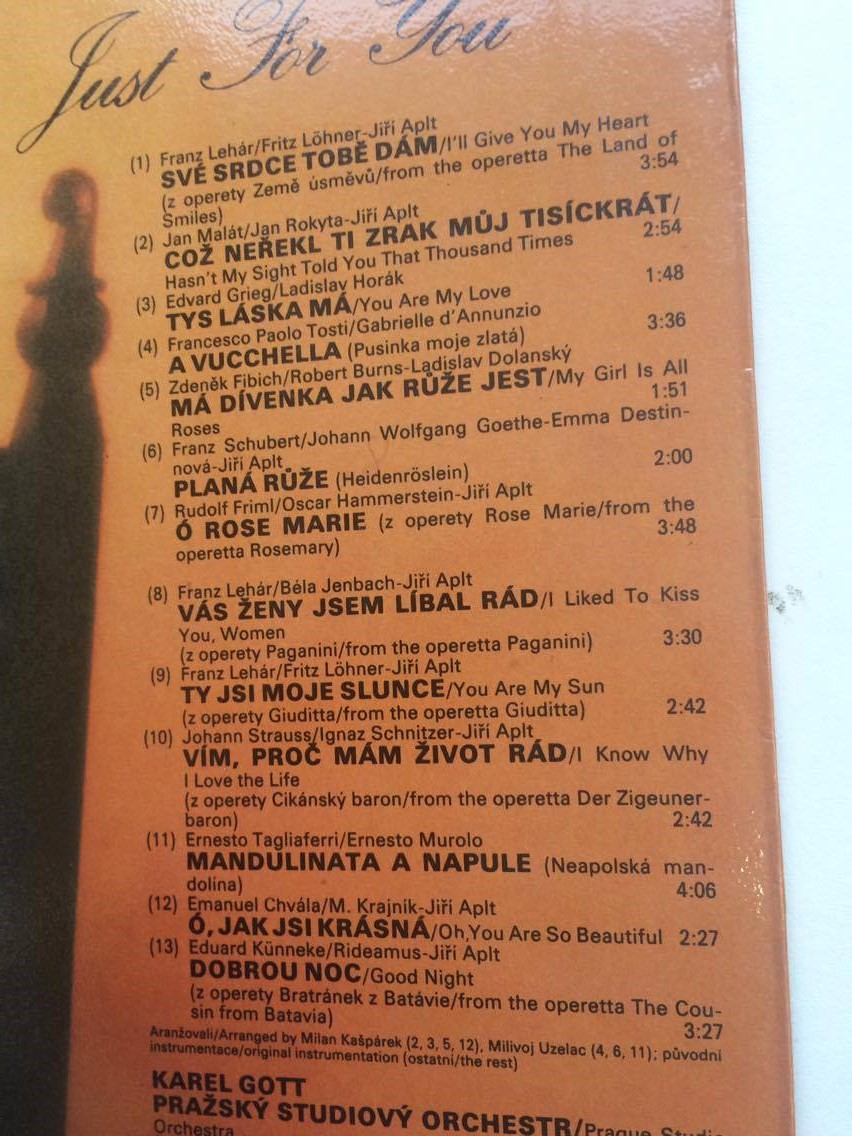 Just For You
(1) Franz Lehár/Fritz Löhner-Jiří Aplt
SVÉ SRDCE TOBĚ DÁM/I'll Give You My Heart
(z operety Země úsměvů/from the operetta The Land of
Smiles) 3:54
(2) Jan Malát/Jan Rokyta-Jiří Aplt
COŽ NEŘEKL TI ZRAK MŮJ TISÍCKRÁT/
Hasn't My Sight Told You That Thousand Times 2:54
(3) Edvard Grieg/Ladislav Horák
TYS LÁSKA MÁ/You Are My Love 1:48
(4) Francesco Paolo Tosti/Gabrielle d'Annunzio
A VUCCHELLA (Pusinka moje zlatá) 3:36
(5) Zdeněk Fibich/Robert Burns-Ladislav Dolanský
MÁ DÍVENKA JAK RŮŽE JEST/My Girl Is All
Roses 1:51
(6) Franz Schubert/Johann Wolfgang Goethe-Emma Destin-
nová-Jiří Aplt
PLANÁ RŮŽE (Heidenröslein) 2:00
(7) Rudolf Friml/Oscar Hammerstein-Jiří Aplt
Ó ROSE MARIE (z operety Rose Marie/from the
operetta Rosemary) 3:48
(8) Franz Lehár/Béla Jenbach-Jiří Aplt
VÁS ŽENY JSEM LÍBAL RÁD/I Liked To Kiss
You, Women
(z operety Paganini/from the operetta Paganini) 3:30
(9) Franz Lehár/Fritz Löhner-Jiří Aplt
TY JSI MOJE SLUNCE/You Are My Sun
(z operety Giuditta/from the operetta Giuditta) 2:42
(10) Johann Strauss/Ignaz Schnitzer-Jiří Aplt
VÍM, PROČ MÁM ŽIVOT RÁD/I Know Why
I Love the Life
(z operety Cikánský baron/from the operetta Der Zigeuner-
baron) 2:42
(11) Ernesto Tagliaferri/Ernesto Murolo
MANDULINATA A NAPULE (Neapolská man-
dolína) 4:06
(12) Emanuel Chvála/M. Krajník-Jiří Aplt
Ó, JAK JSI KRÁSNÁ/Oh,You Are So Beautiful 2:27
(13) Eduard Künneke/Rideamus-Jiří Aplt
DOBROU NOC/Good Night
(z operety Bratránek z Batávie/from the operetta The Cou-
sin from Batavia) 3:27
Aranžovali/Arranged by Milan Kašpárek (2, 3, 5, 12), Milivoj Uzelac (4, 6, 11); původní
instrumentace/original instrumentation (ostatní/the rest)
KAREL GOTT
PRAŽSKÝ STUDIOVÝ ORCHESTR/Prague Studio
Orchestra